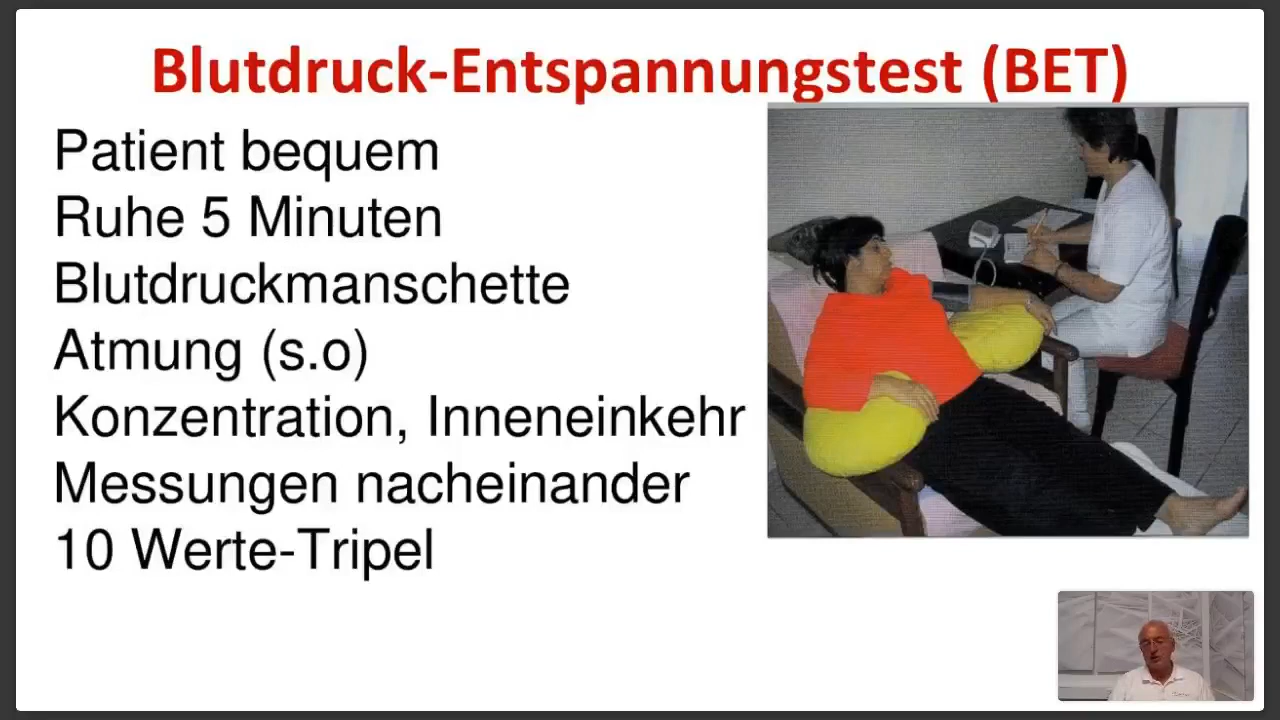 Blutdruck-Entspannungstest (BET)
Patient bequem
Ruhe 5 Minuten
Blutdruckmanschette
Atmung (s.o)
Konzentration, Inneneinkehr
Messungen nacheinander
10 Werte-Tripel